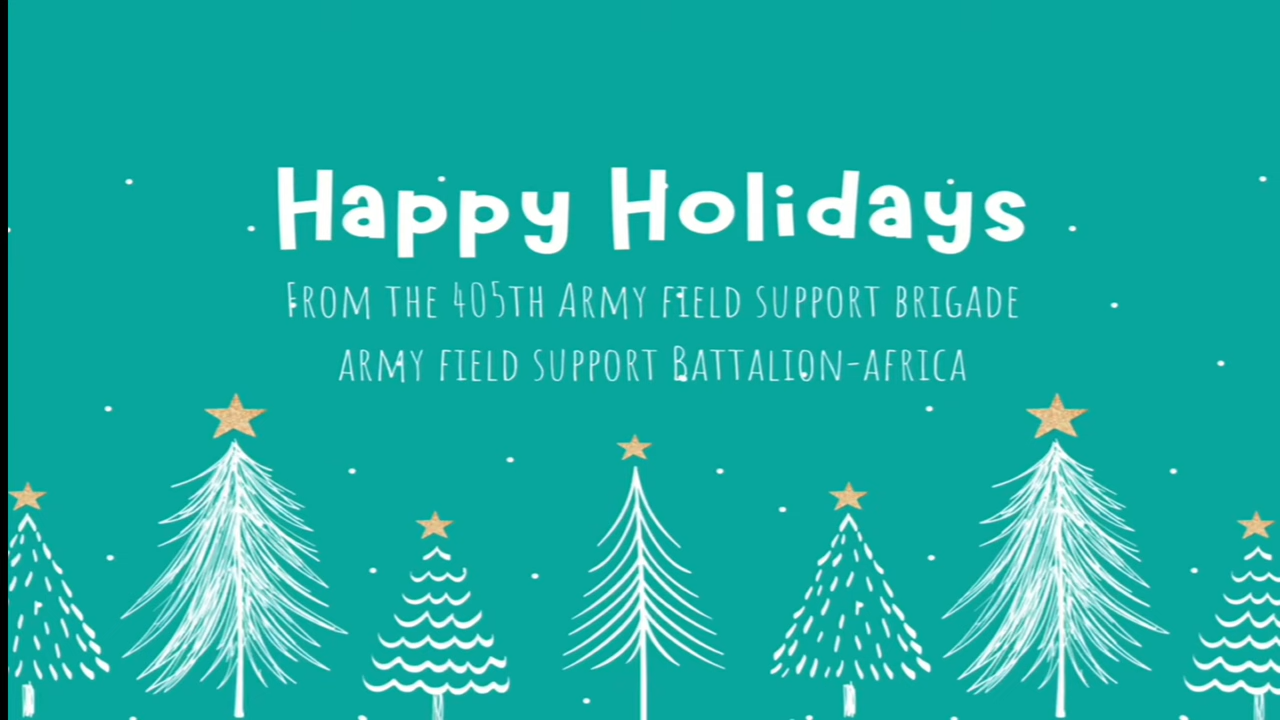 Happy Holidays
From the 405th Army field support brigade
army field support Battalion-africa